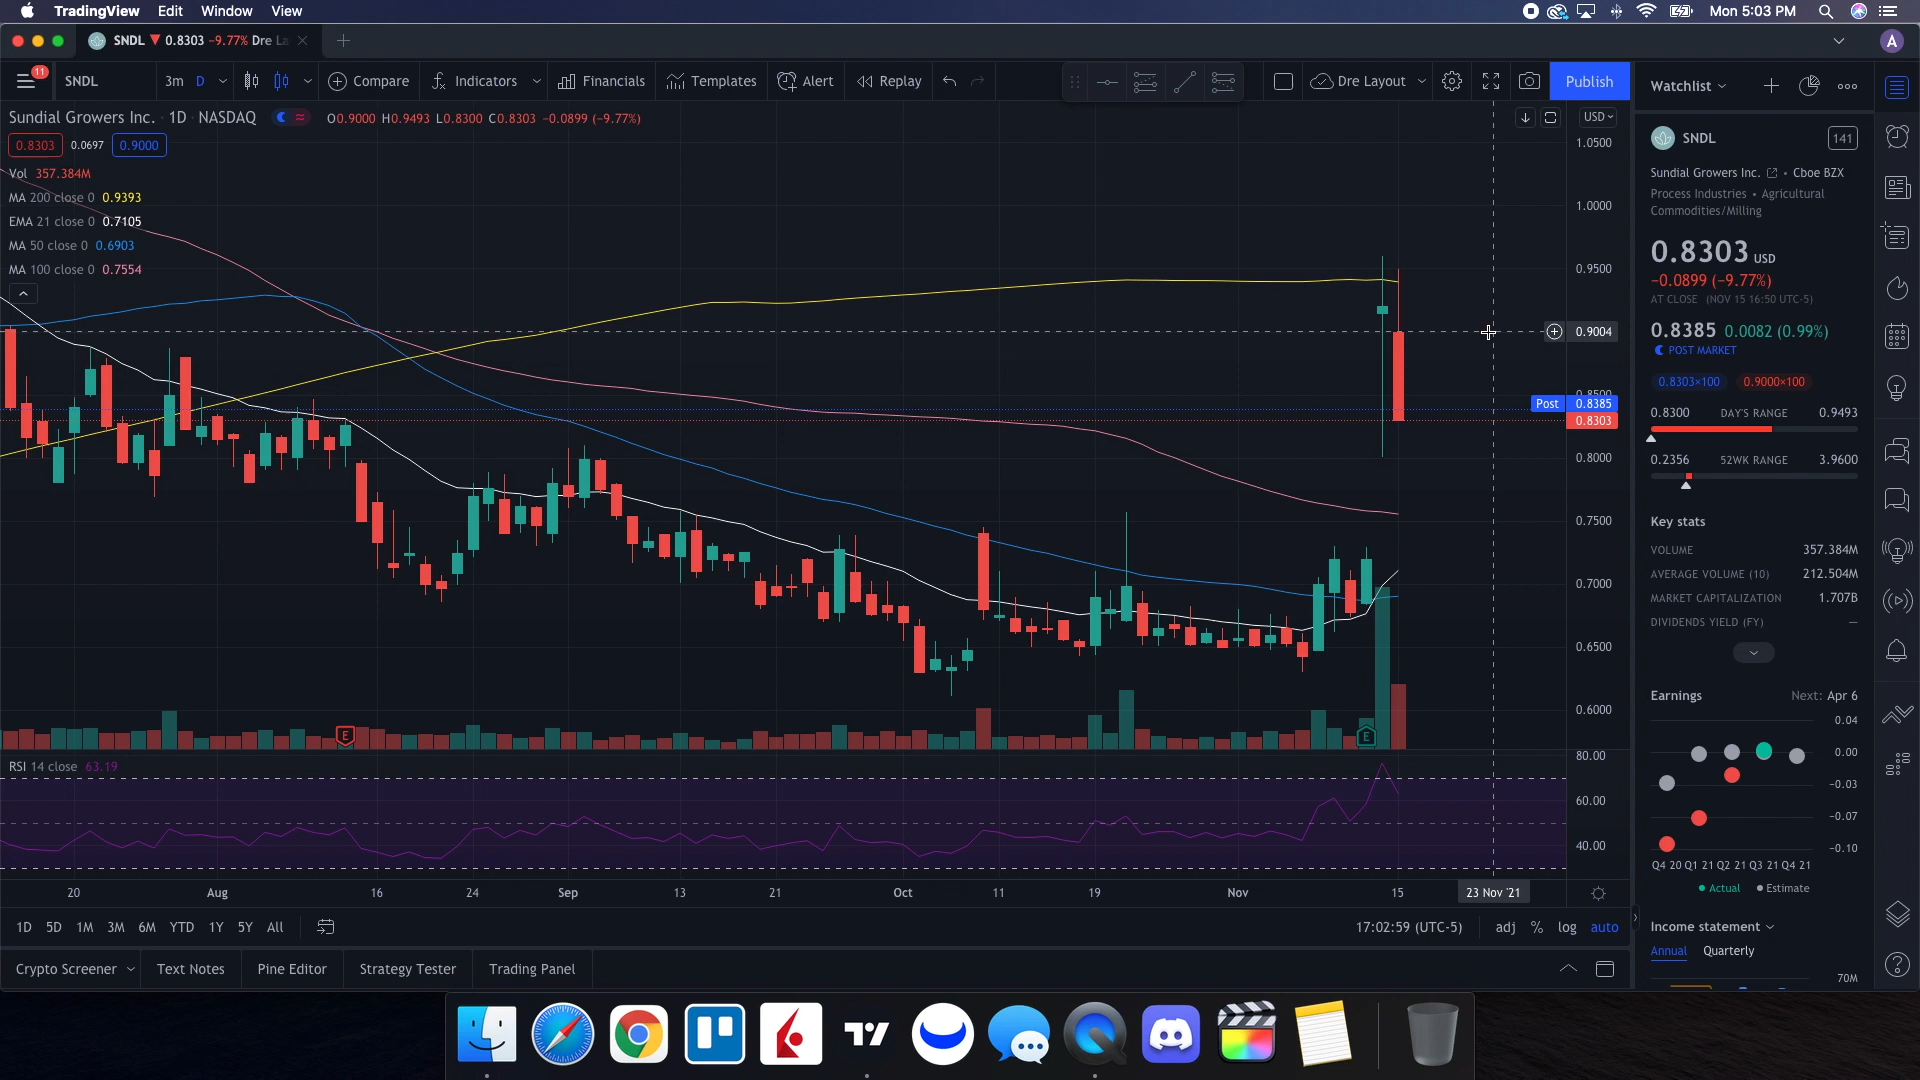 TradingView Edit Window View
Mon 5:03 PM
SNDL ▼ 0.8303 −9.77% Dre La
A
11
SNDL 3m D Compare Indicators Financials Templates Alert Replay Dre Layout Publish
Sundial Growers Inc. · 1D · NASDAQ O0.9000 H0.9493 L0.8300 C0.8303 −0.0899 (−9.77%)
USD
0.8303 0.0697 0.9000
Vol 357.384M
MA 200 close 0 0.9393
EMA 21 close 0 0.7105
MA 50 close 0 0.6903
MA 100 close 0 0.7554
1.0500
1.0000
0.9500
0.9004
0.8500
Post 0.8385
0.8303
0.8000
0.7500
0.7000
0.6500
0.6000
E
E
RSI 14 close 63.19
80.00
60.00
40.00
20 Aug 16 24 Sep 13 21 Oct 11 19 Nov 15 23 Nov '21
1D 5D 1M 3M 6M YTD 1Y 5Y All
17:02:59 (UTC-5) adj % log auto
Crypto Screener Text Notes Pine Editor Strategy Tester Trading Panel
Watchlist
SNDL 141
Sundial Growers Inc. • Cboe BZX
Process Industries • Agricultural
Commodities/Milling
0.8303 USD
−0.0899 (−9.77%)
AT CLOSE (NOV 15 16:50 UTC-5)
0.8385 0.0082 (0.99%)
POST MARKET
0.8303×100 0.9000×100
0.8300 DAY'S RANGE 0.9493
0.2356 52WK RANGE 3.9600
Key stats
VOLUME 357.384M
AVERAGE VOLUME (10) 212.504M
MARKET CAPITALIZATION 1.707B
DIVIDENDS YIELD (FY) —
Earnings Next: Apr 6
0.04
0.00
-0.03
-0.07
-0.10
Q4 20 Q1 21 Q2 21 Q3 21 Q4 21
Actual Estimate
Income statement
Annual Quarterly
70M